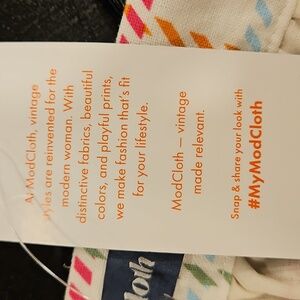 At ModCloth, vintage
styles are reinvented for the
modern woman. With
distinctive fabrics, beautiful
colors, and playful prints,
we make fashion that's fit
for your lifestyle.
ModCloth — vintage
made relevant.
Snap & share your look with
#MyModCloth
loth